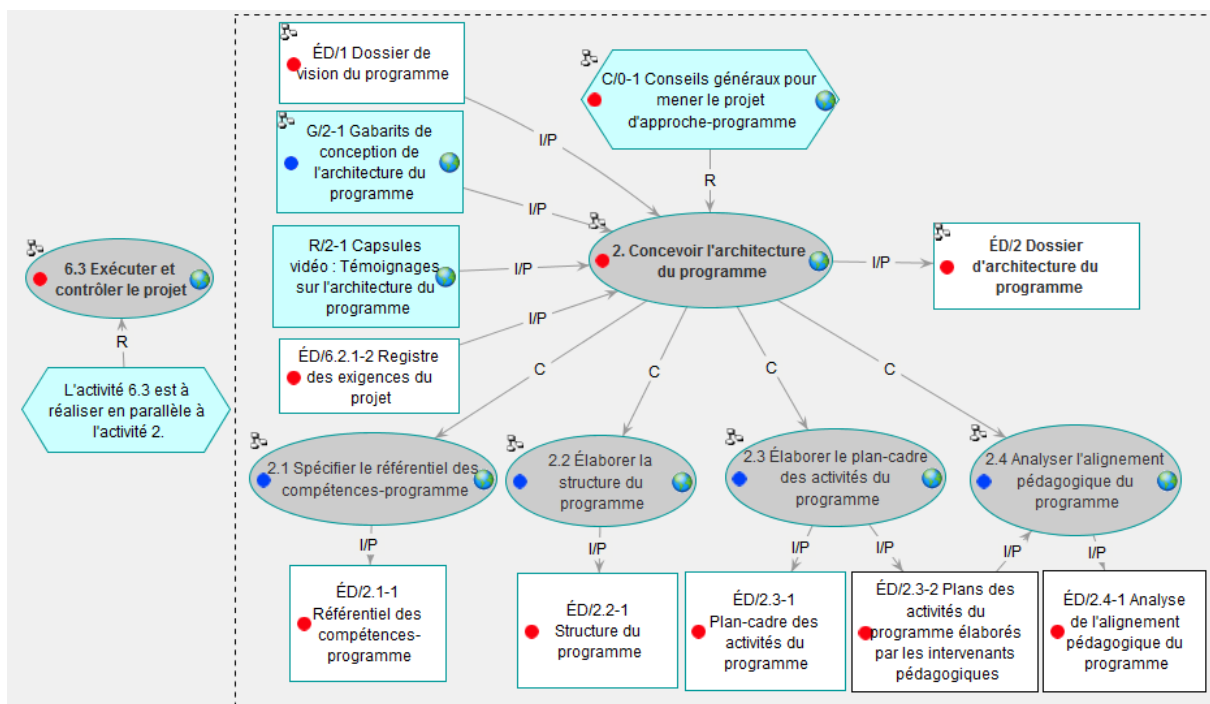 ÉD/1 Dossier de
vision du programme
C/0-1 Conseils généraux pour
mener le projet
d'approche-programme
I/P
G/2-1 Gabarits de
conception de
l'architecture du
programme
R
I/P
R/2-1 Capsules
vidéo : Témoignages
sur l'architecture du
programme
I/P
2. Concevoir l'architecture
du programme
I/P
ÉD/2 Dossier
d'architecture du
programme
6.3 Exécuter et
contrôler le projet
I/P
R
ÉD/6.2.1-2 Registre
des exigences du
projet
L'activité 6.3 est à
réaliser en parallèle à
l'activité 2.
C
C
C
C
2.1 Spécifier le référentiel des
compétences-programme
2.2 Élaborer la
structure du
programme
2.3 Élaborer le plan-cadre
des activités du
programme
2.4 Analyser l'alignement
pédagogique du
programme
I/P
I/P
I/P
I/P
I/P
I/P
ÉD/2.1-1
Référentiel des
compétences-
programme
ÉD/2.2-1
Structure du
programme
ÉD/2.3-1
Plan-cadre des
activités du
programme
ÉD/2.3-2 Plans des
activités du
programme élaborés
par les intervenants
pédagogiques
ÉD/2.4-1 Analyse
de l'alignement
pédagogique du
programme